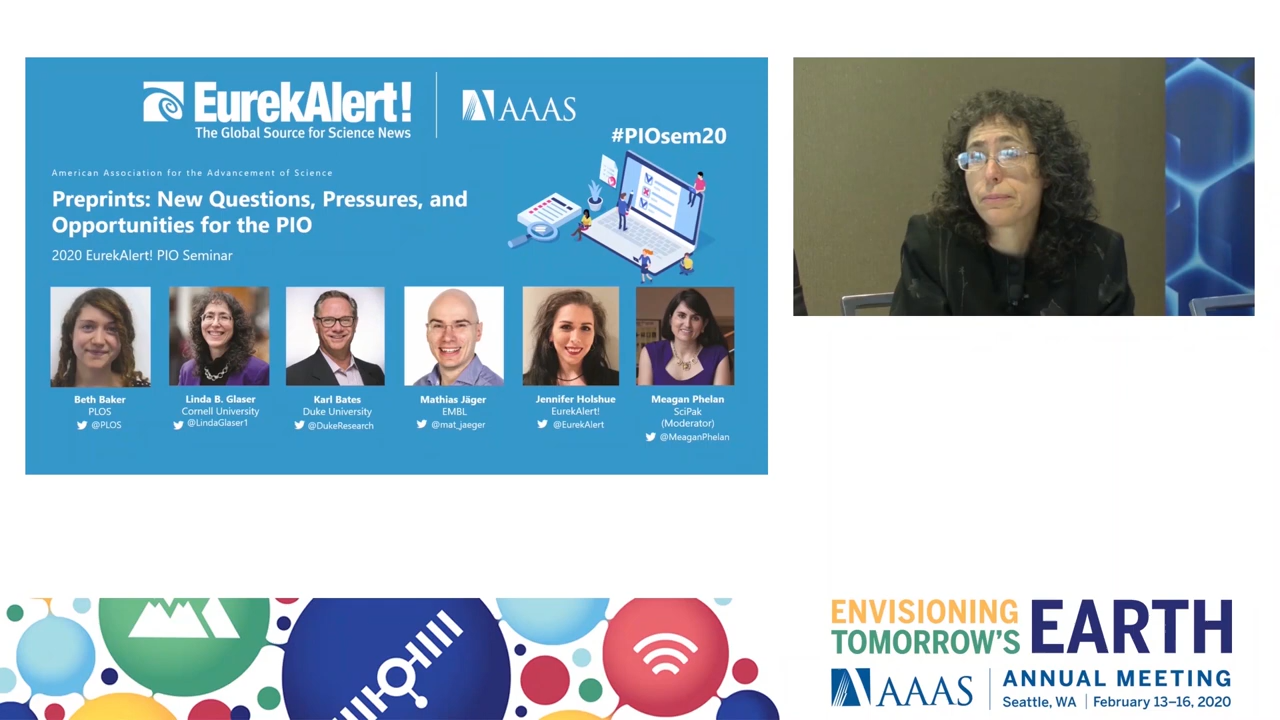 EurekAlert!
The Global Source for Science News
AAAS
#PIOsem20
American Association for the Advancement of Science
Preprints: New Questions, Pressures, and
Opportunities for the PIO
2020 EurekAlert! PIO Seminar
Beth Baker
PLOS
@PLOS
Linda B. Glaser
Cornell University
@LindaGlaser1
Karl Bates
Duke University
@DukeResearch
Mathias Jäger
EMBL
@mat_jaeger
Jennifer Holshue
EurekAlert!
@EurekAlert
Meagan Phelan
SciPak
(Moderator)
@MeaganPhelan
ENVISIONING
TOMORROW'S
EARTH
AAAS
ANNUAL MEETING
Seattle, WA | February 13–16, 2020